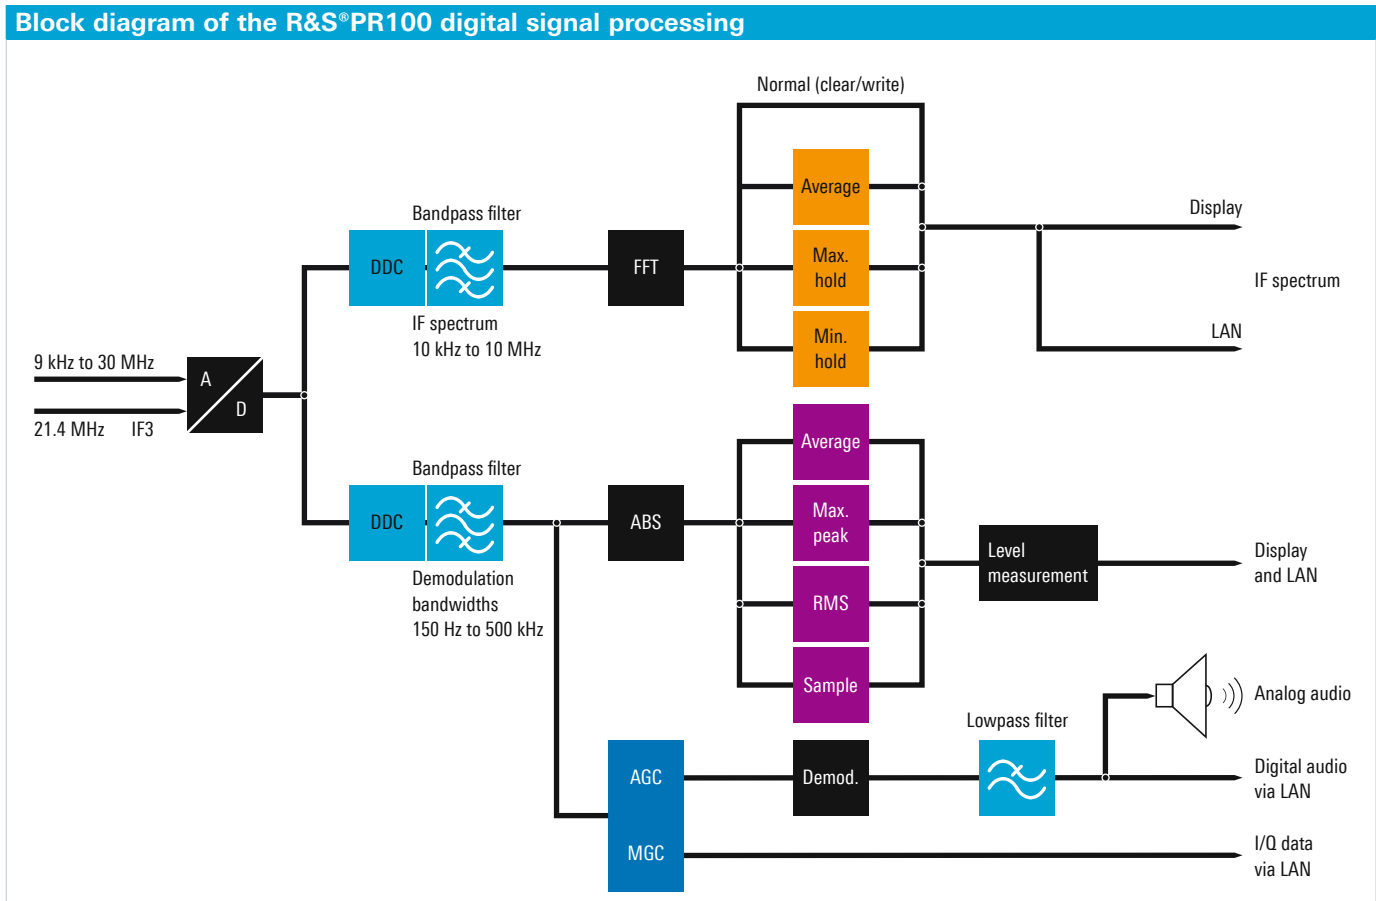 Block diagram of the R&S®PR100 digital signal processing
Normal (clear/write)
Average
Bandpass filter
Display
DDC
FFT
Max.
hold
IF spectrum
IF spectrum
10 kHz to 10 MHz
Min.
hold
LAN
9 kHz to 30 MHz
A
D
21.4 MHz IF3
Average
Bandpass filter
DDC
ABS
Max.
peak
Level
measurement
Display
and LAN
Demodulation
bandwidths
150 Hz to 500 kHz
RMS
Sample
Analog audio
Lowpass filter
AGC
Demod.
Digital audio
via LAN
MGC
I/Q data
via LAN